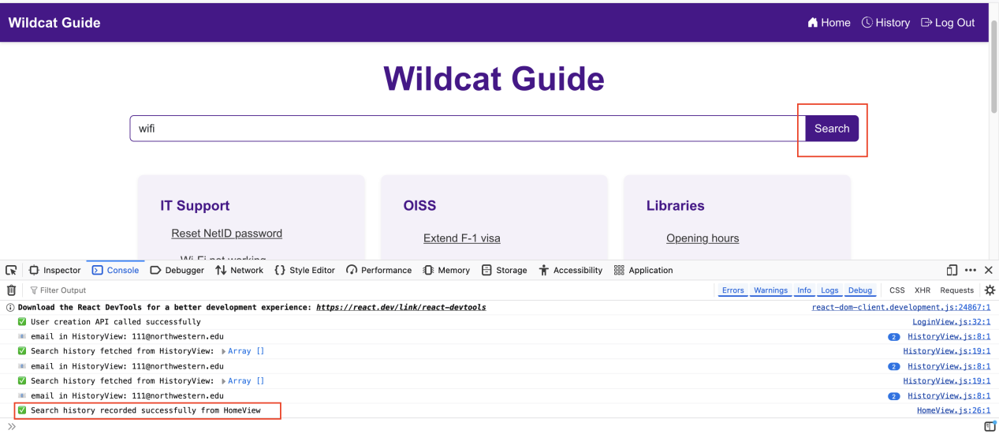 Wildcat Guide Home History Log Out
Wildcat Guide
wifi Search
IT Support
Reset NetID password
Wi-Fi not working
OISS
Extend F-1 visa
Libraries
Opening hours
Inspector Console Debugger Network Style Editor Performance Memory Storage Accessibility Application
Filter Output Errors Warnings Info Logs Debug CSS XHR Requests
Download the React DevTools for a better development experience: https://react.dev/link/react-devtools react-dom-client.development.js:24867:1
User creation API called successfully LoginView.js:32:1
email in HistoryView: 111@northwestern.edu 2 HistoryView.js:8:1
Search history fetched from HistoryView: Array [] HistoryView.js:19:1
email in HistoryView: 111@northwestern.edu 2 HistoryView.js:8:1
Search history fetched from HistoryView: Array [] HistoryView.js:19:1
email in HistoryView: 111@northwestern.edu 2 HistoryView.js:8:1
Search history recorded successfully from HomeView HomeView.js:26:1